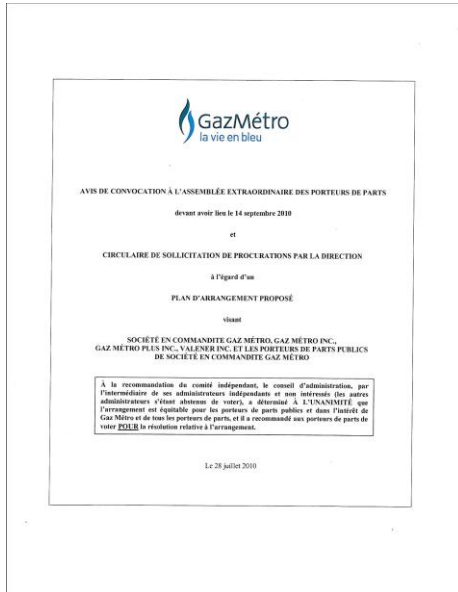 GazMétro
la vie en bleu
AVIS DE CONVOCATION À L'ASSEMBLÉE EXTRAORDINAIRE DES PORTEURS DE PARTS
devant avoir lieu le 14 septembre 2010
et
CIRCULAIRE DE SOLLICITATION DE PROCURATIONS PAR LA DIRECTION
à l'égard d'un
PLAN D'ARRANGEMENT PROPOSÉ
visant
SOCIÉTÉ EN COMMANDITE GAZ MÉTRO, GAZ MÉTRO INC.,
GAZ MÉTRO PLUS INC., VALENER INC. ET LES PORTEURS DE PARTS PUBLICS
DE SOCIÉTÉ EN COMMANDITE GAZ MÉTRO
À la recommandation du comité indépendant, le conseil d'administration, par
l'intermédiaire de ses administrateurs indépendants et non intéressés (les autres
administrateurs s'étant abstenus de voter), a déterminé À L'UNANIMITÉ que
l'arrangement est équitable pour les porteurs de parts publics et dans l'intérêt de
Gaz Métro et de tous les porteurs de parts, et il a recommandé aux porteurs de parts de
voter POUR la résolution relative à l'arrangement.
Le 28 juillet 2010